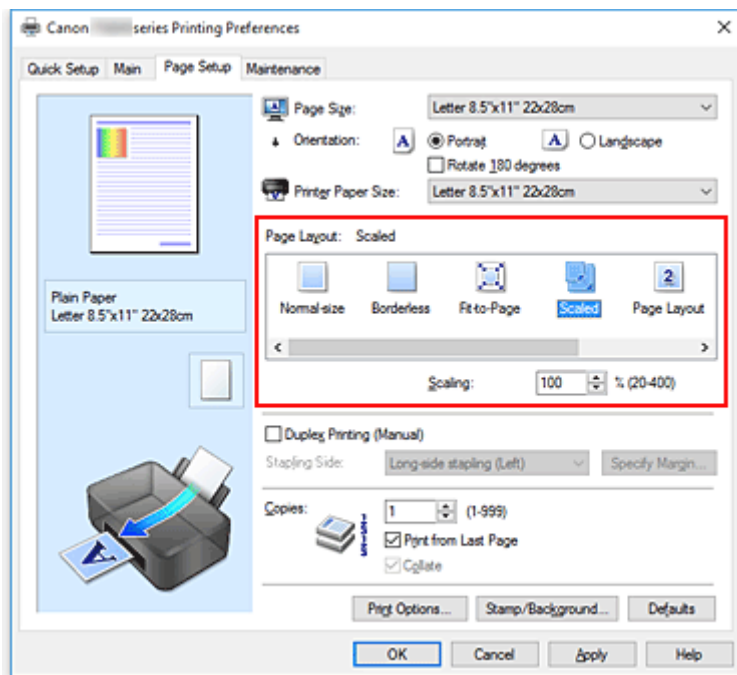 Canon series Printing Preferences
Quick Setup Main Page Setup Maintenance
Page Size: Letter 8.5"x11" 22x28cm
Orientation: A Portrait A Landscape
Rotate 180 degrees
Printer Paper Size: Letter 8.5"x11" 22x28cm
Page Layout: Scaled
2
Normal-size Borderless Fit-to-Page Scaled Page Layout
Scaling: 100 % (20-400)
Plain Paper
Letter 8.5"x11" 22x28cm
Duplex Printing (Manual)
Stapling Side: Long-side stapling (Left) Specify Margin...
Copies: 1 (1-999)
Print from Last Page
Collate
A
Print Options... Stamp/Background... Defaults
OK Cancel Apply Help